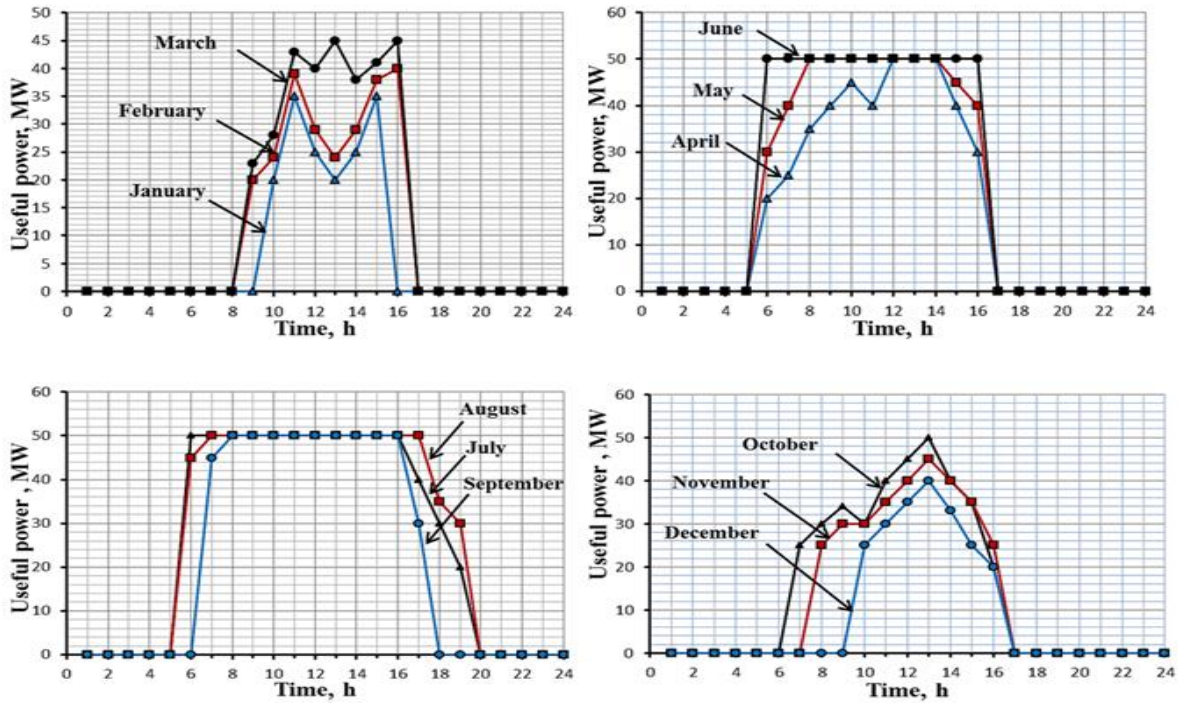 Useful power, MW
50
45
40
35
30
25
20
15
10
5
0
March
February
January
0 2 4 6 8 10 12 14 16 18 20 22 24
Time, h
Useful power, MW
60
50
40
30
20
10
0
June
May
April
0 2 4 6 8 10 12 14 16 18 20 22 24
Time, h
Useful power , MW
60
50
40
30
20
10
0
August
July
September
0 2 4 6 8 10 12 14 16 18 20 22 24
Time, h
Useful power , MW
60
50
40
30
20
10
0
October
November
December
0 2 4 6 8 10 12 14 16 18 20 22 24
Time, h